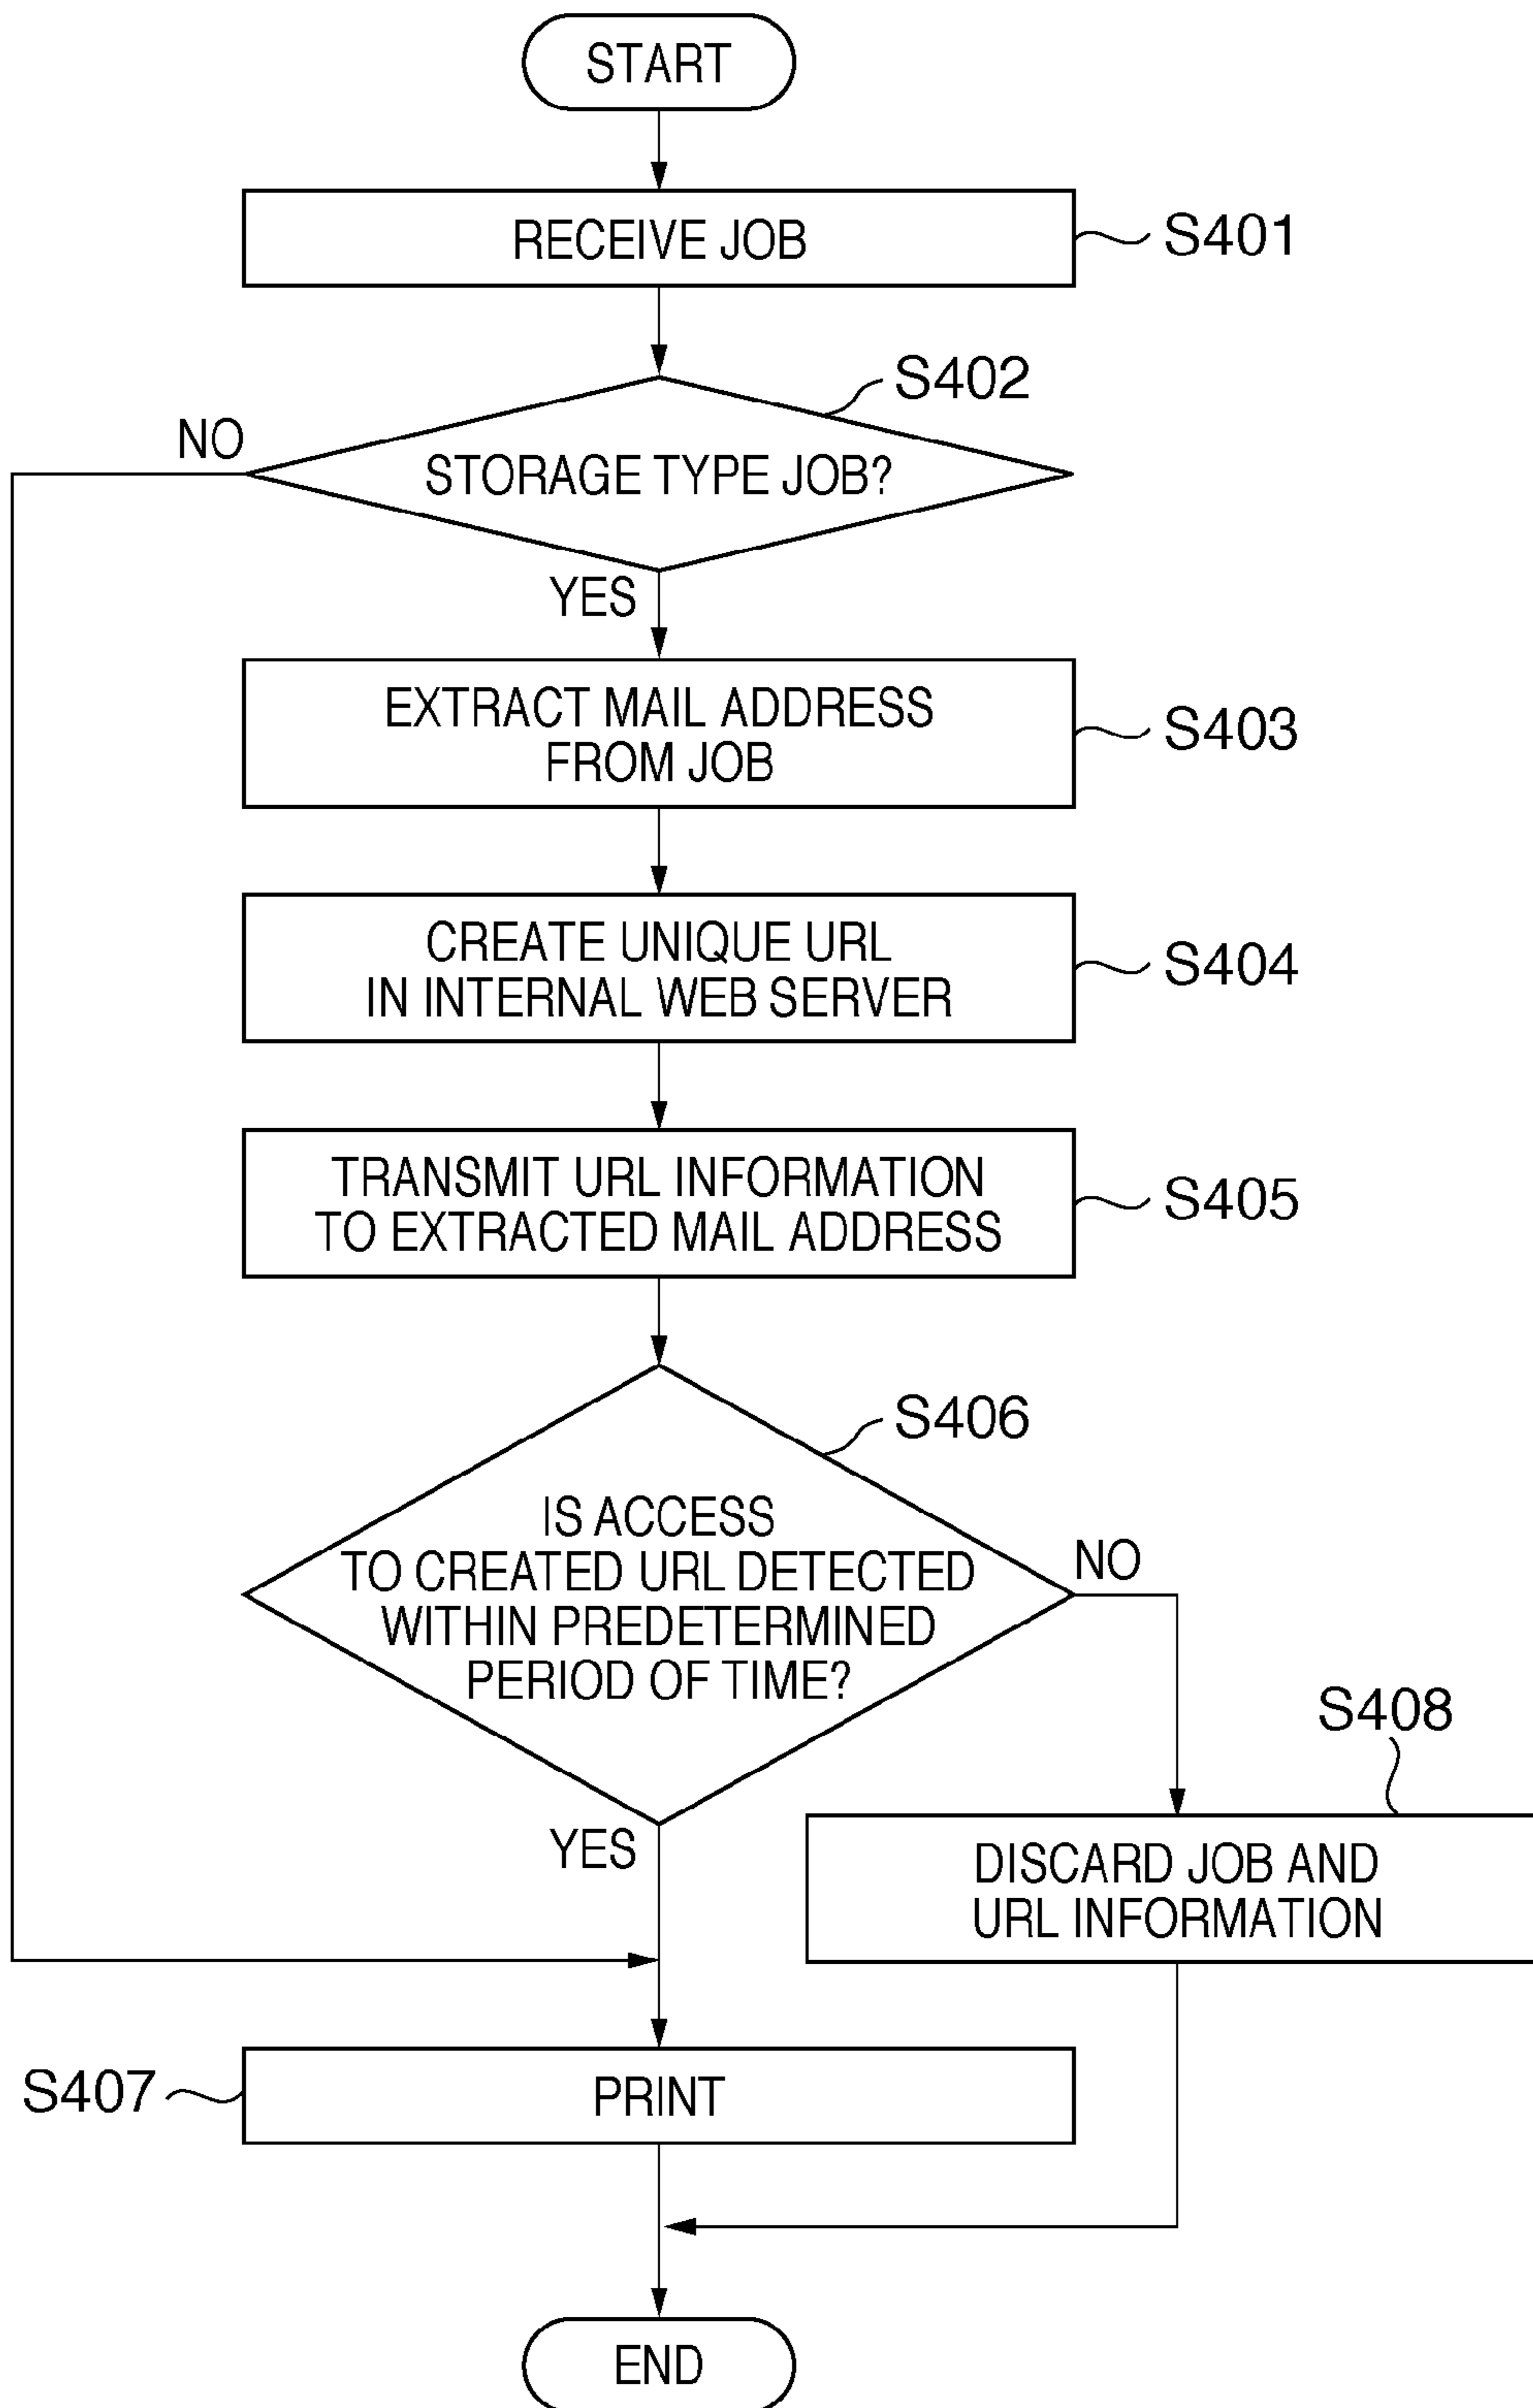 START
RECEIVE JOB
S401
S402
NO
STORAGE TYPE JOB?
YES
EXTRACT MAIL ADDRESS
FROM JOB
S403
CREATE UNIQUE URL
IN INTERNAL WEB SERVER
S404
TRANSMIT URL INFORMATION
TO EXTRACTED MAIL ADDRESS
S405
S406
IS ACCESS
TO CREATED URL DETECTED
WITHIN PREDETERMINED
PERIOD OF TIME?
NO
YES
S408
DISCARD JOB AND
URL INFORMATION
S407
PRINT
END